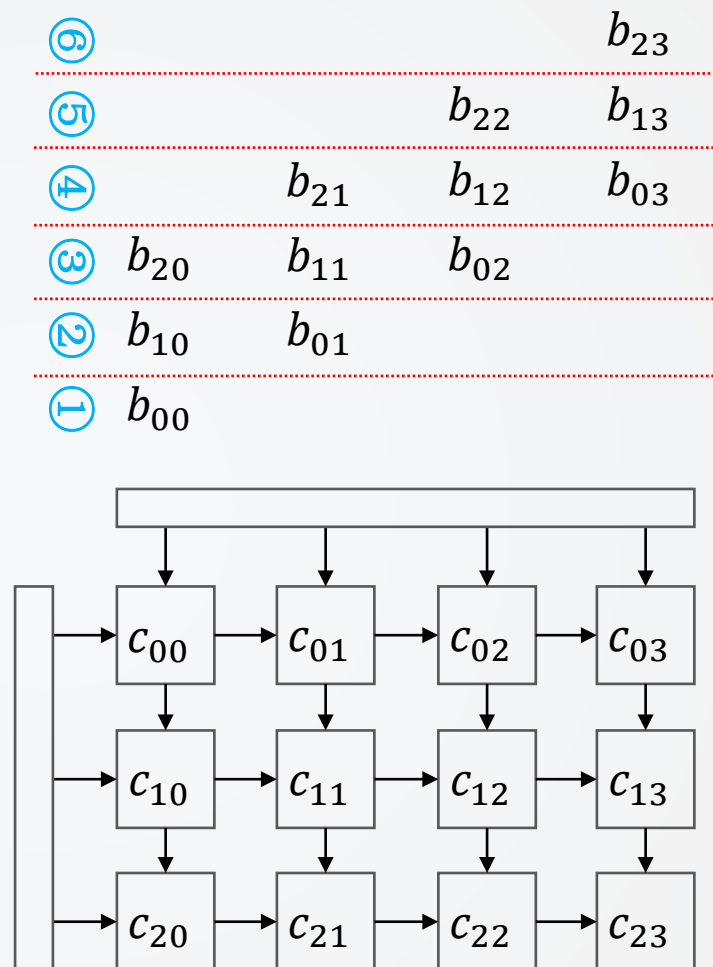 ⑥ b₂₃
⑤ b₂₂ b₁₃
④ b₂₁ b₁₂ b₀₃
③ b₂₀ b₁₁ b₀₂
② b₁₀ b₀₁
① b₀₀
c₀₀ c₀₁ c₀₂ c₀₃
c₁₀ c₁₁ c₁₂ c₁₃
c₂₀ c₂₁ c₂₂ c₂₃